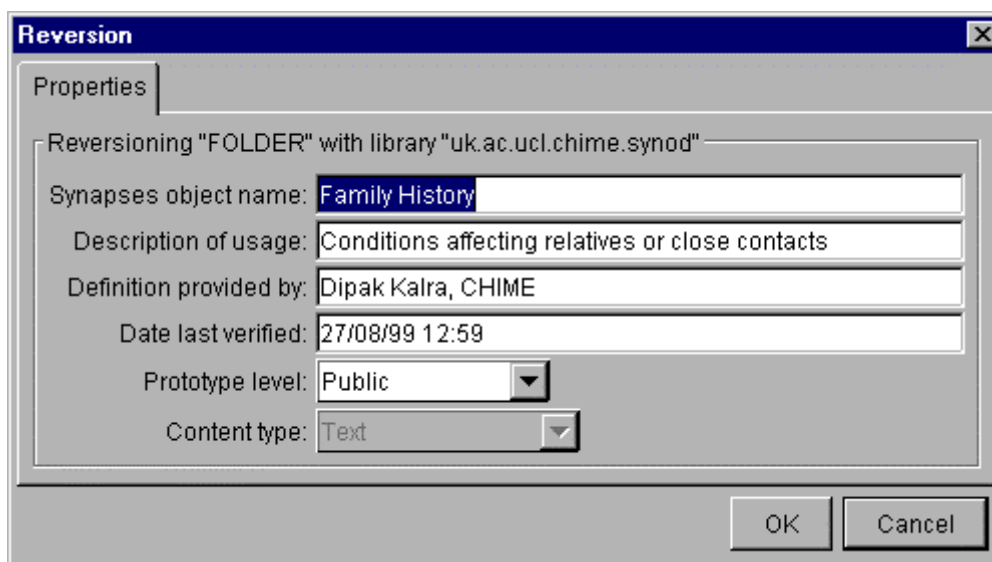 Reversion
Properties
Reversioning "FOLDER" with library "uk.ac.ucl.chime.synod"
Synapses object name: Family History
Description of usage: Conditions affecting relatives or close contacts
Definition provided by: Dipak Kalra, CHIME
Date last verified: 27/08/99 12:59
Prototype level: Public
Content type: Text
OK Cancel